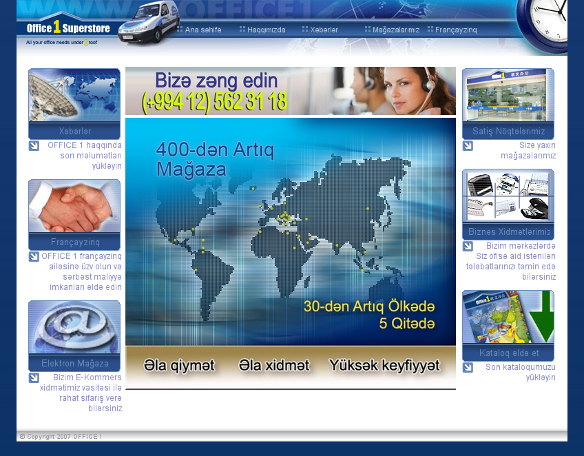 Office 1 Superstore
All your office needs under 1 roof
Ana səhifə
Haqqımızda
Xəbərlər
Mağazalarımız
Françayzinq
Bizə zəng edin
(+994 12) 562 31 18
Xəbərlər
OFFICE 1 haqqında
son məlumatları
yükləyin
Françayzinq
OFFICE 1 françayzinq
ailəsinə üzv olun və
sərbəst maliyyə
imkanları əldə edin
Elektron Mağaza
Bizim E-Kommers
xidmətimiz vasitəsi ilə
rahat sifariş verə
bilərsiniz
400-dən Artıq
Mağaza
30-dən Artıq Ölkədə
5 Qitədə
Əla qiymət
Əla xidmət
Yüksək keyfiyyət
Satış Nöqtələrimiz
Sizə yaxın
mağazalarımız
Biznes Xidmətlərimiz
Bizim mərkəzlərdə
Siz ofisə aid istənilən
tələbatlarınızı təmin edə
bilərsiniz
Kataloq əldə et
Son kataloqumuzu
yükləyin
© Copyright 2007 OFFICE1